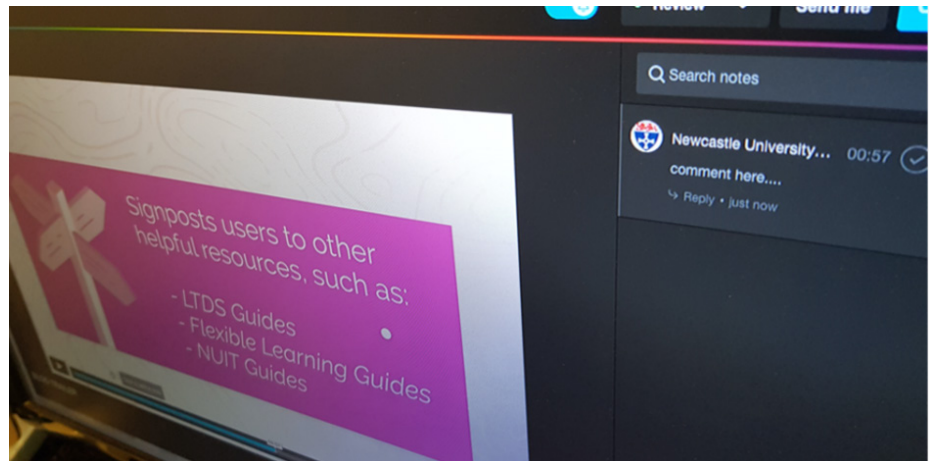 Review
Send me
Search notes
Newcastle University... 00:57
comment here....
Reply • just now
Signposts users to other
helpful resources, such as:
- LTDS Guides
- Flexible Learning Guides
- NUIT Guides